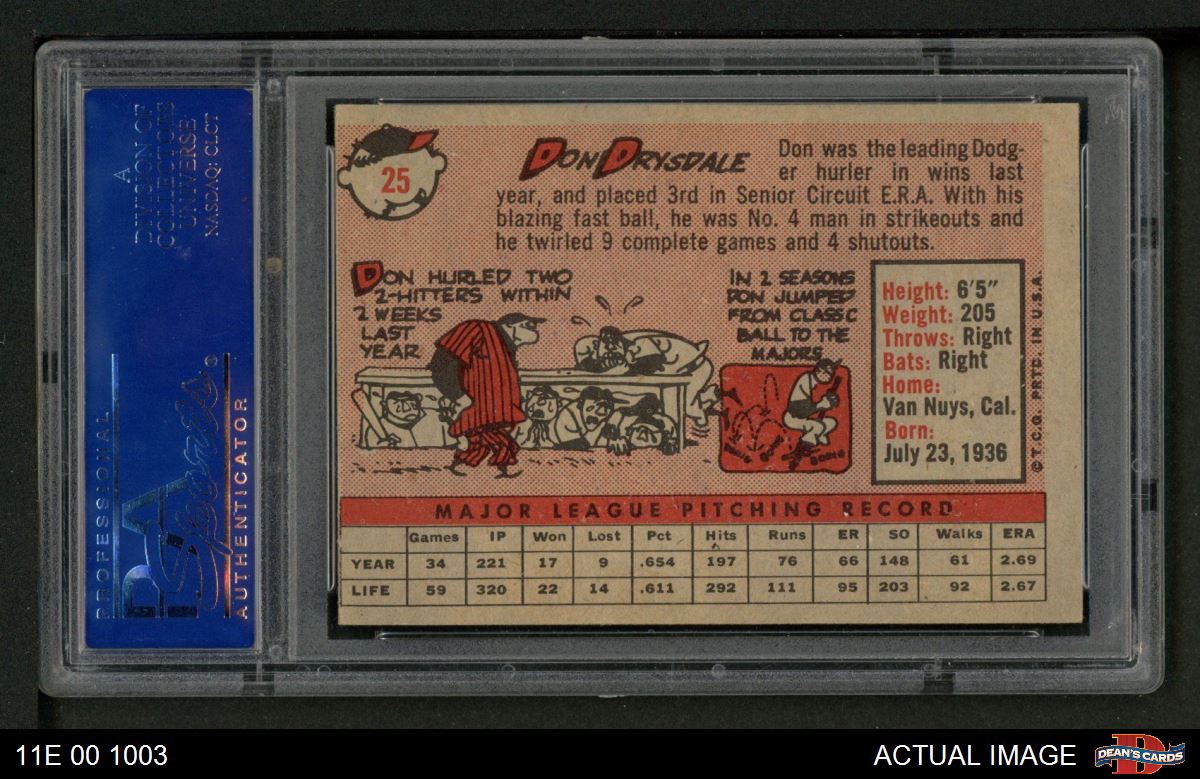 A
DIVISION OF
COLLECTORS
UNIVERSE
NASDAQ: CLCT
PROFESSIONAL
PSA
Sports
®
AUTHENTICATOR
25
DON DRYSDALE
Don was the leading Dodg-
er hurler in wins last
year, and placed 3rd in Senior Circuit E.R.A. With his
blazing fast ball, he was No. 4 man in strikeouts and
he twirled 9 complete games and 4 shutouts.
DON HURLED TWO
2-HITTERS WITHIN
2 WEEKS
LAST
YEAR
IN 2 SEASONS
DON JUMPED
FROM CLASS C
BALL TO THE
MAJORS
Height: 6'5"
Weight: 205
Throws: Right
Bats: Right
Home:
Van Nuys, Cal.
Born:
July 23, 1936
©T.C.G. PRTD. IN U.S.A.
MAJOR LEAGUE PITCHING RECORD
Games IP Won Lost Pct Hits Runs ER SO Walks ERA
YEAR 34 221 17 9 .654 197 76 66 148 61 2.69
LIFE 59 320 22 14 .611 292 111 95 203 92 2.67
11E 00 1003
ACTUAL IMAGE
D
DEAN'S CARDS